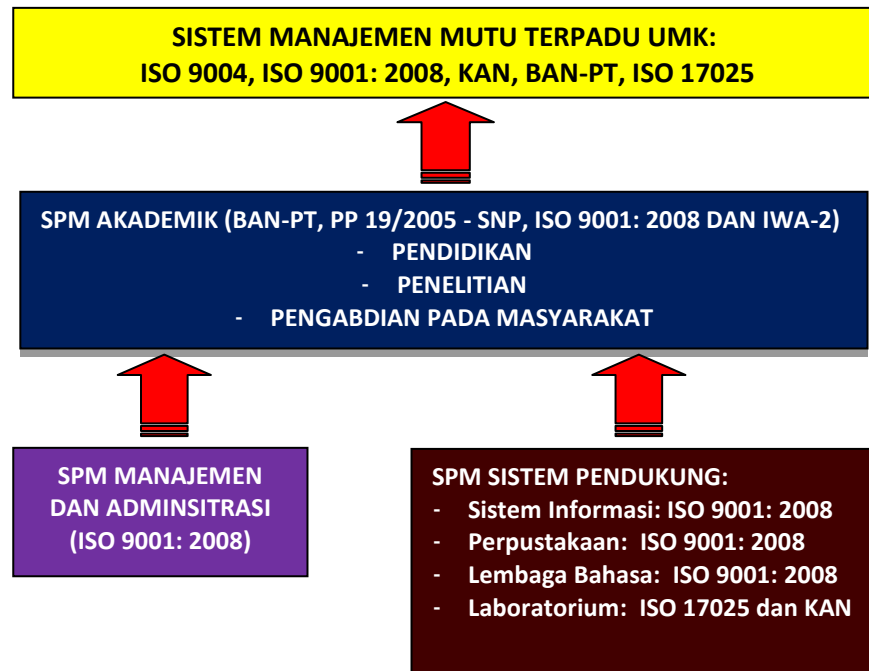 SISTEM MANAJEMEN MUTU TERPADU UMK:
ISO 9004, ISO 9001: 2008, KAN, BAN-PT, ISO 17025
SPM AKADEMIK (BAN-PT, PP 19/2005 - SNP, ISO 9001: 2008 DAN IWA-2)
- PENDIDIKAN
- PENELITIAN
- PENGABDIAN PADA MASYARAKAT
SPM MANAJEMEN
DAN ADMINSITRASI
(ISO 9001: 2008)
SPM SISTEM PENDUKUNG:
- Sistem Informasi: ISO 9001: 2008
- Perpustakaan: ISO 9001: 2008
- Lembaga Bahasa: ISO 9001: 2008
- Laboratorium: ISO 17025 dan KAN